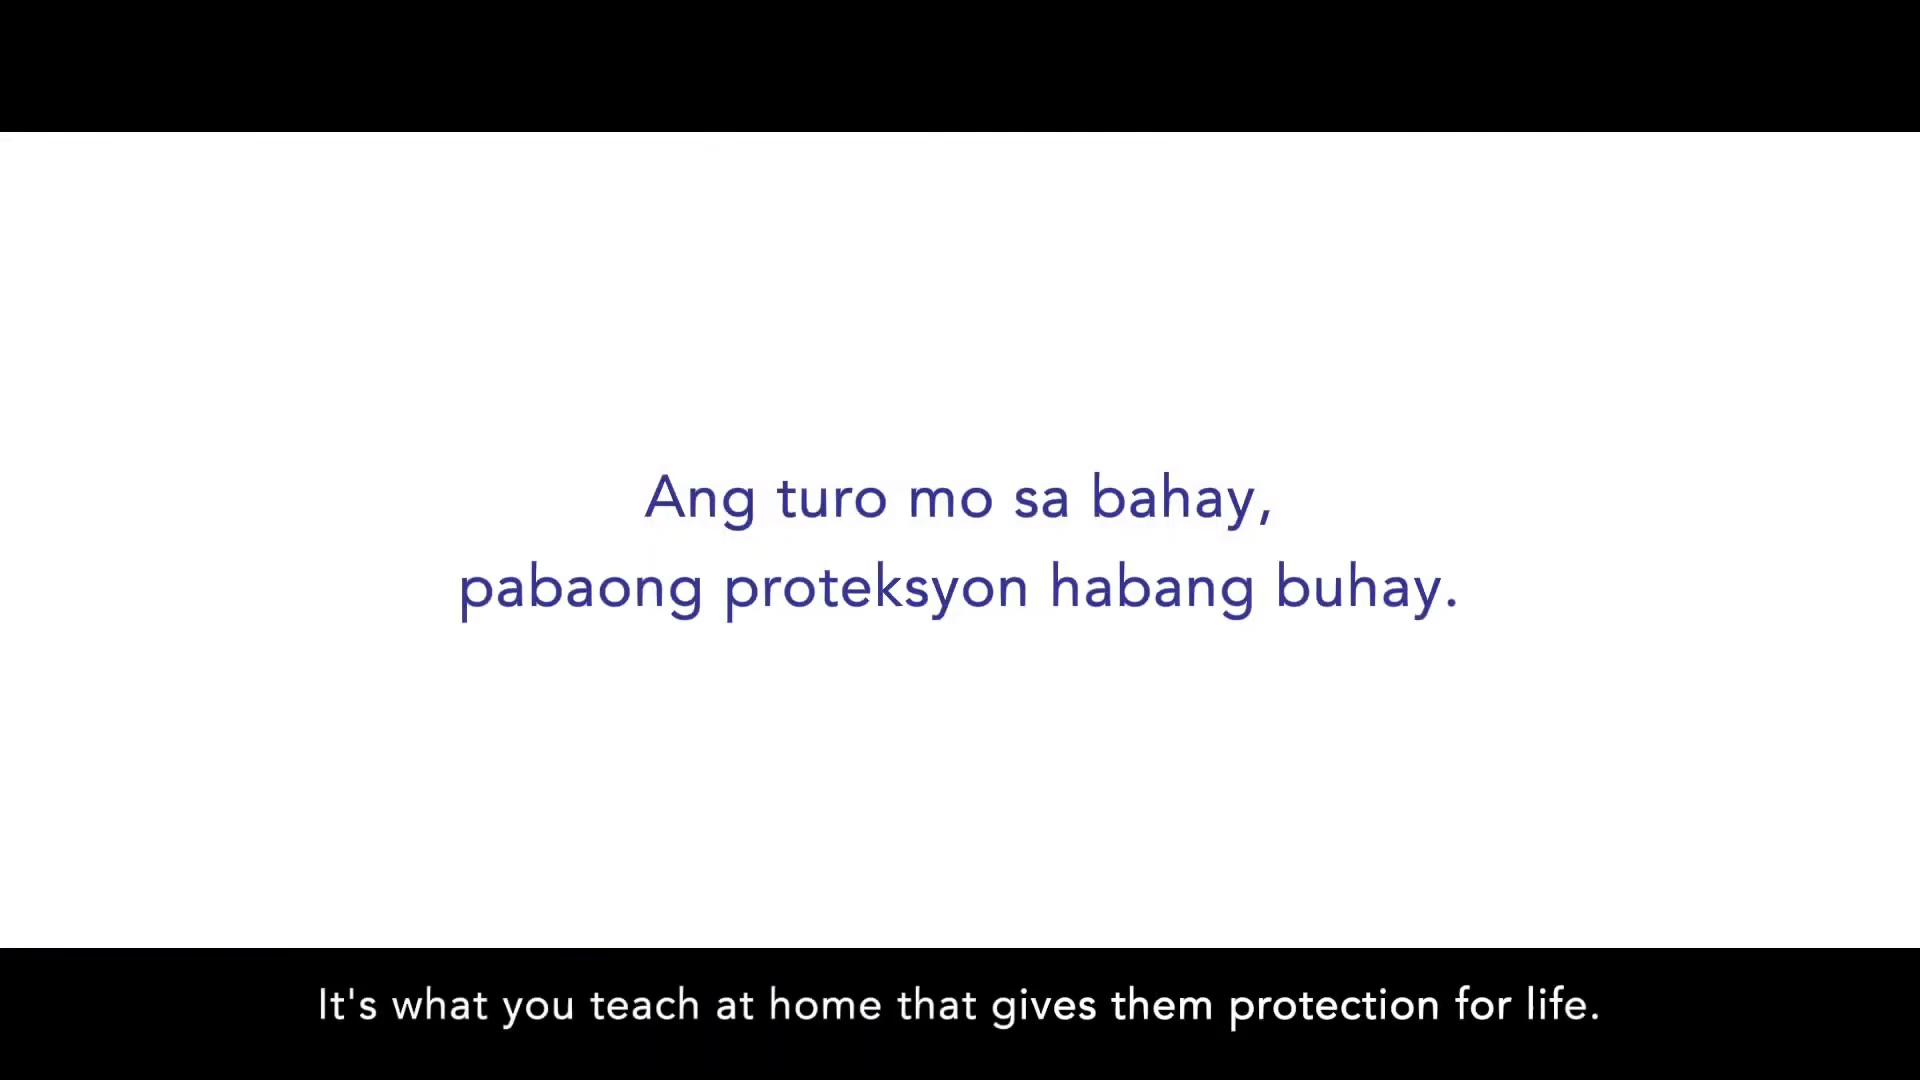 Ang turo mo sa bahay,
pabaong proteksyon habang buhay.
It's what you teach at home that gives them protection for life.